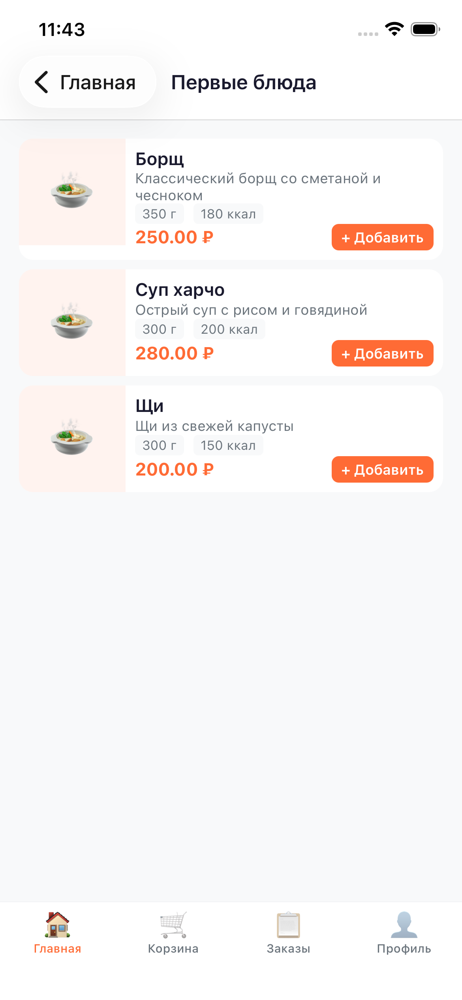 11:43
Главная
Первые блюда
Борщ
Классический борщ со сметаной и
чесноком
350 г 180 ккал
250.00 ₽ + Добавить
Суп харчо
Острый суп с рисом и говядиной
300 г 200 ккал
280.00 ₽ + Добавить
Щи
Щи из свежей капусты
300 г 150 ккал
200.00 ₽ + Добавить
Главная Корзина Заказы Профиль